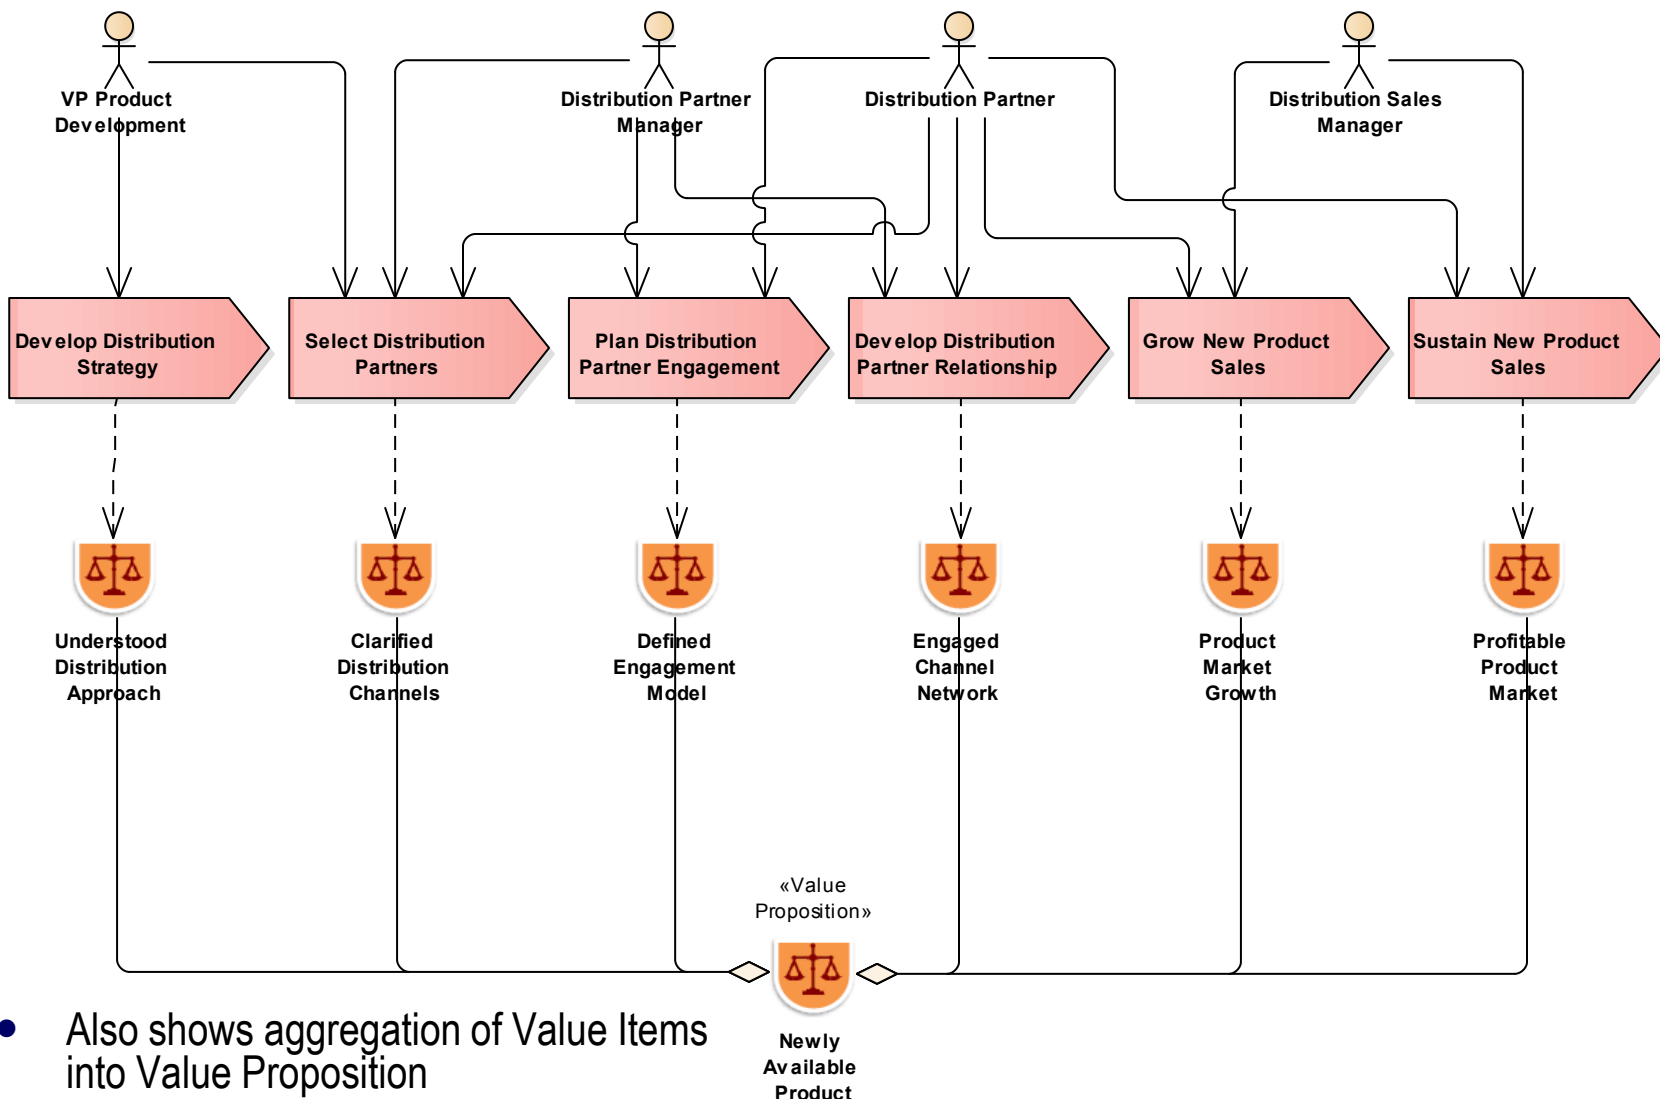 VP Product
Development
Distribution Partner
Manager
Distribution Partner
Distribution Sales
Manager
Develop Distribution
Strategy
Select Distribution
Partners
Plan Distribution
Partner Engagement
Develop Distribution
Partner Relationship
Grow New Product
Sales
Sustain New Product
Sales
Understood
Distribution
Approach
Clarified
Distribution
Channels
Defined
Engagement
Model
Engaged
Channel
Network
Product
Market
Growth
Profitable
Product
Market
«Value
Proposition»
Newly
Available
Product
• Also shows aggregation of Value Items
into Value Proposition